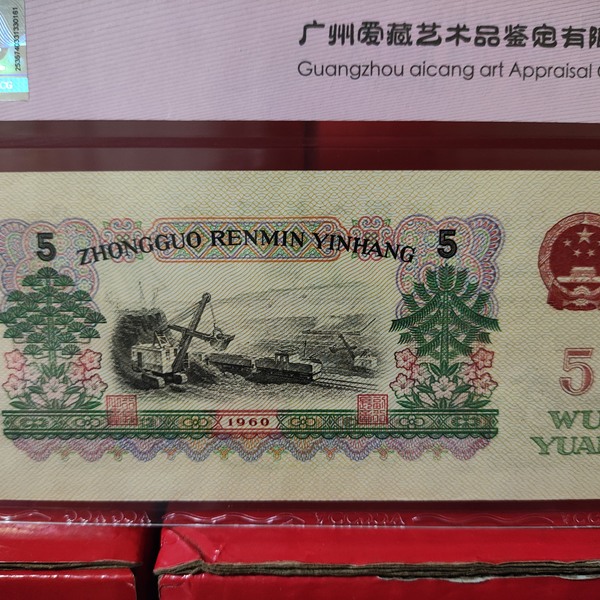 广州爱藏艺术品鉴定有限
Guangzhou aicang art Appraisal C
5 ZHONGGUO RENMIN YINHANG 5
1960
5
WU
YUAN